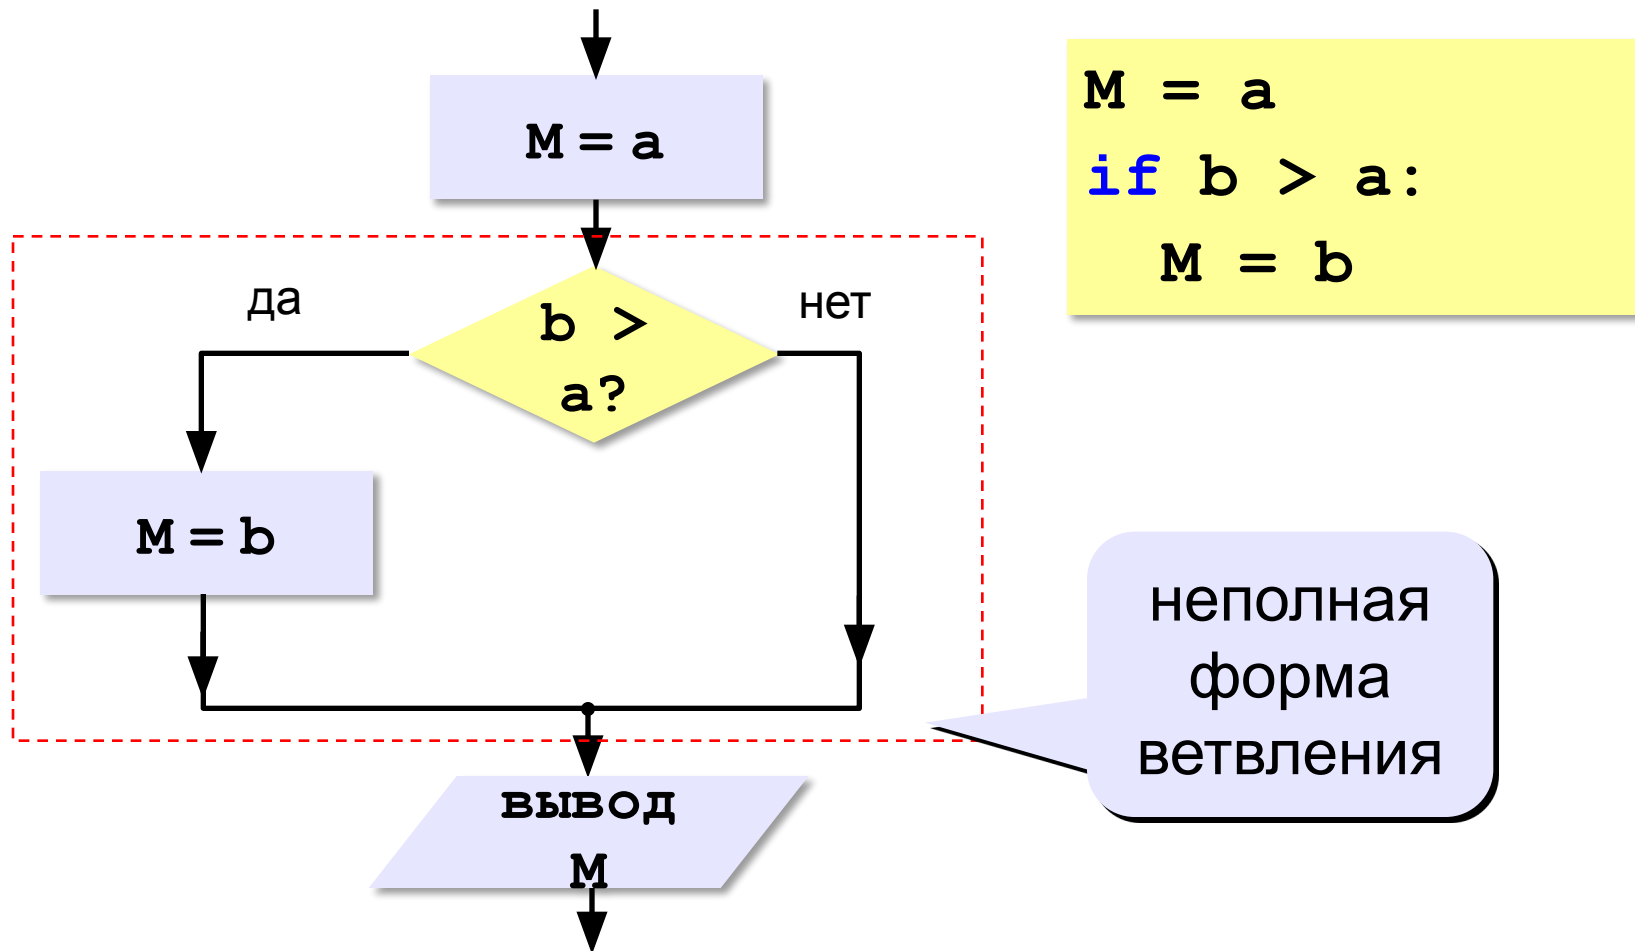 M = a
M = a
if b > a:
M = b
да
нет
b >
a?
M = b
неполная
форма
ветвления
вывод
M